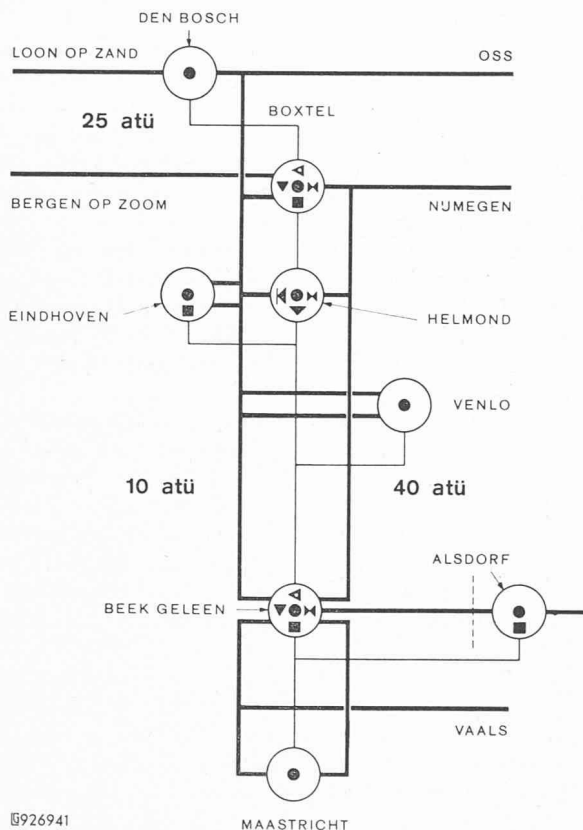 DEN BOSCH
LOON OP ZAND
OSS
25 atü
BOXTEL
BERGEN OP ZOOM
NIJMEGEN
EINDHOVEN
HELMOND
VENLO
10 atü
40 atü
ALSDORF
BEEK GELEEN
VAALS
926941
MAASTRICHT